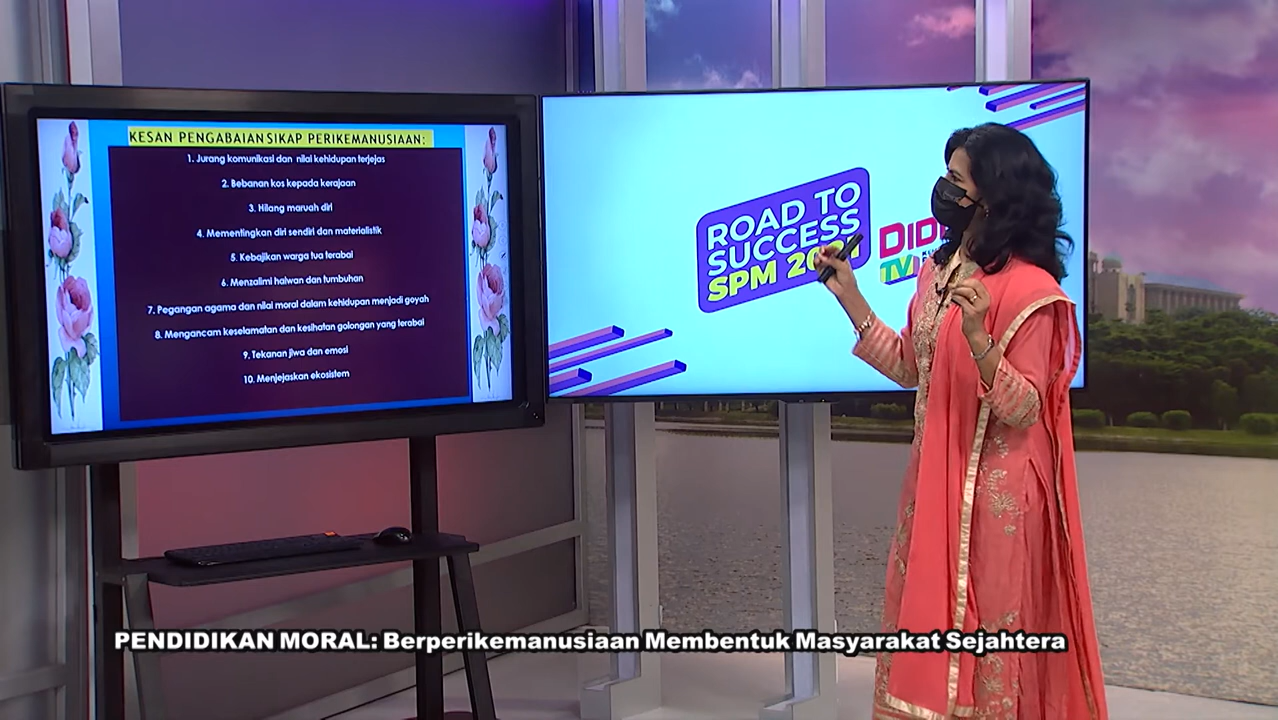 KESAN PENGABAIAN SIKAP PERIKEMANUSIAAN:
1. Jurang komunikasi dan nilai kehidupan terjejas
2. Bebanan kos kepada kerajaan
3. Hilang maruah diri
4. Mementingkan diri sendiri dan materialistik
5. Kebajikan warga tua terabai
6. Menzalimi haiwan dan tumbuhan
7. Pegangan agama dan nilai moral dalam kehidupan menjadi goyah
8. Mengancam keselamatan dan kesihatan golongan yang terabai
9. Tekanan jiwa dan emosi
10. Menjejaskan ekosistem
ROAD TO
SUCCESS
SPM
TV
PENDIDIKAN MORAL: Berperikemanusiaan Membentuk Masyarakat Sejahtera